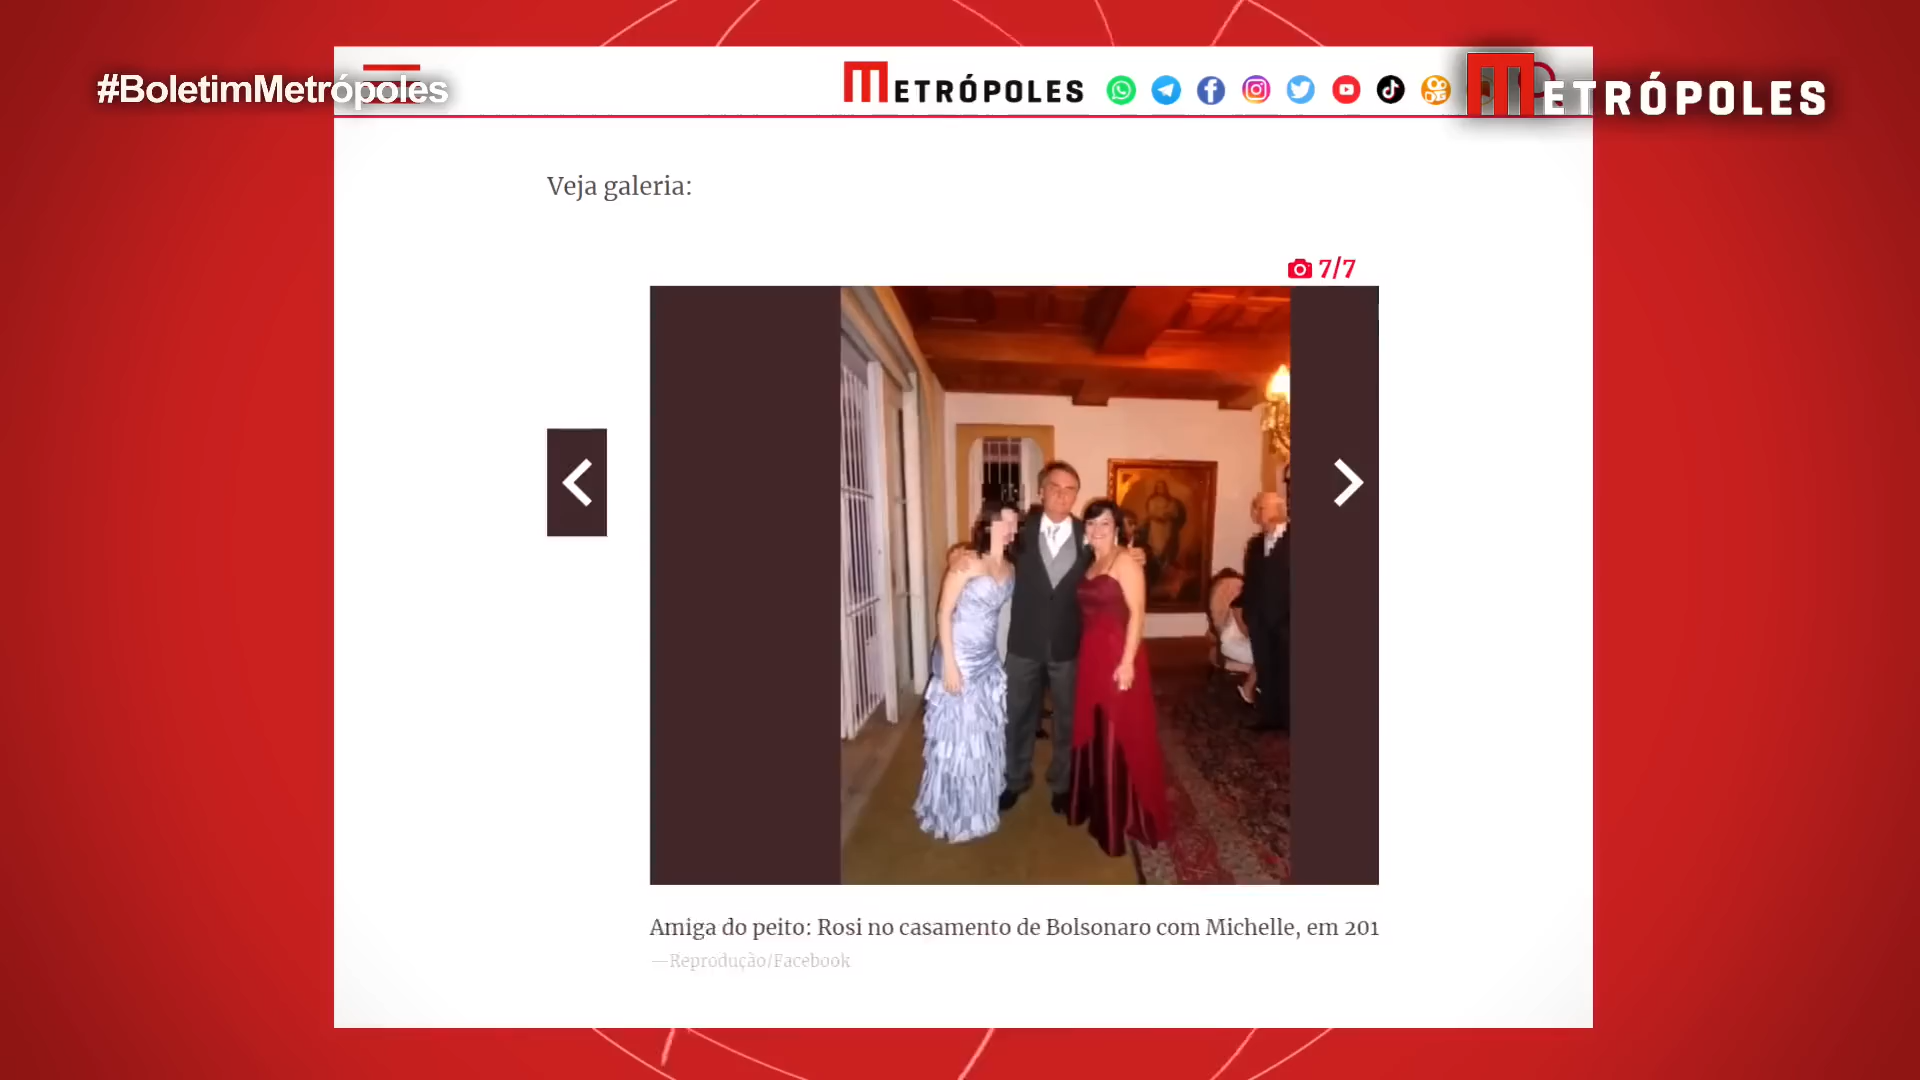 #BoletimMetrópoles
METRÓPOLES
METRÓPOLES
Veja galeria:
7/7
Amiga do peito: Rosi no casamento de Bolsonaro com Michelle, em 201
—Reprodução/Facebook